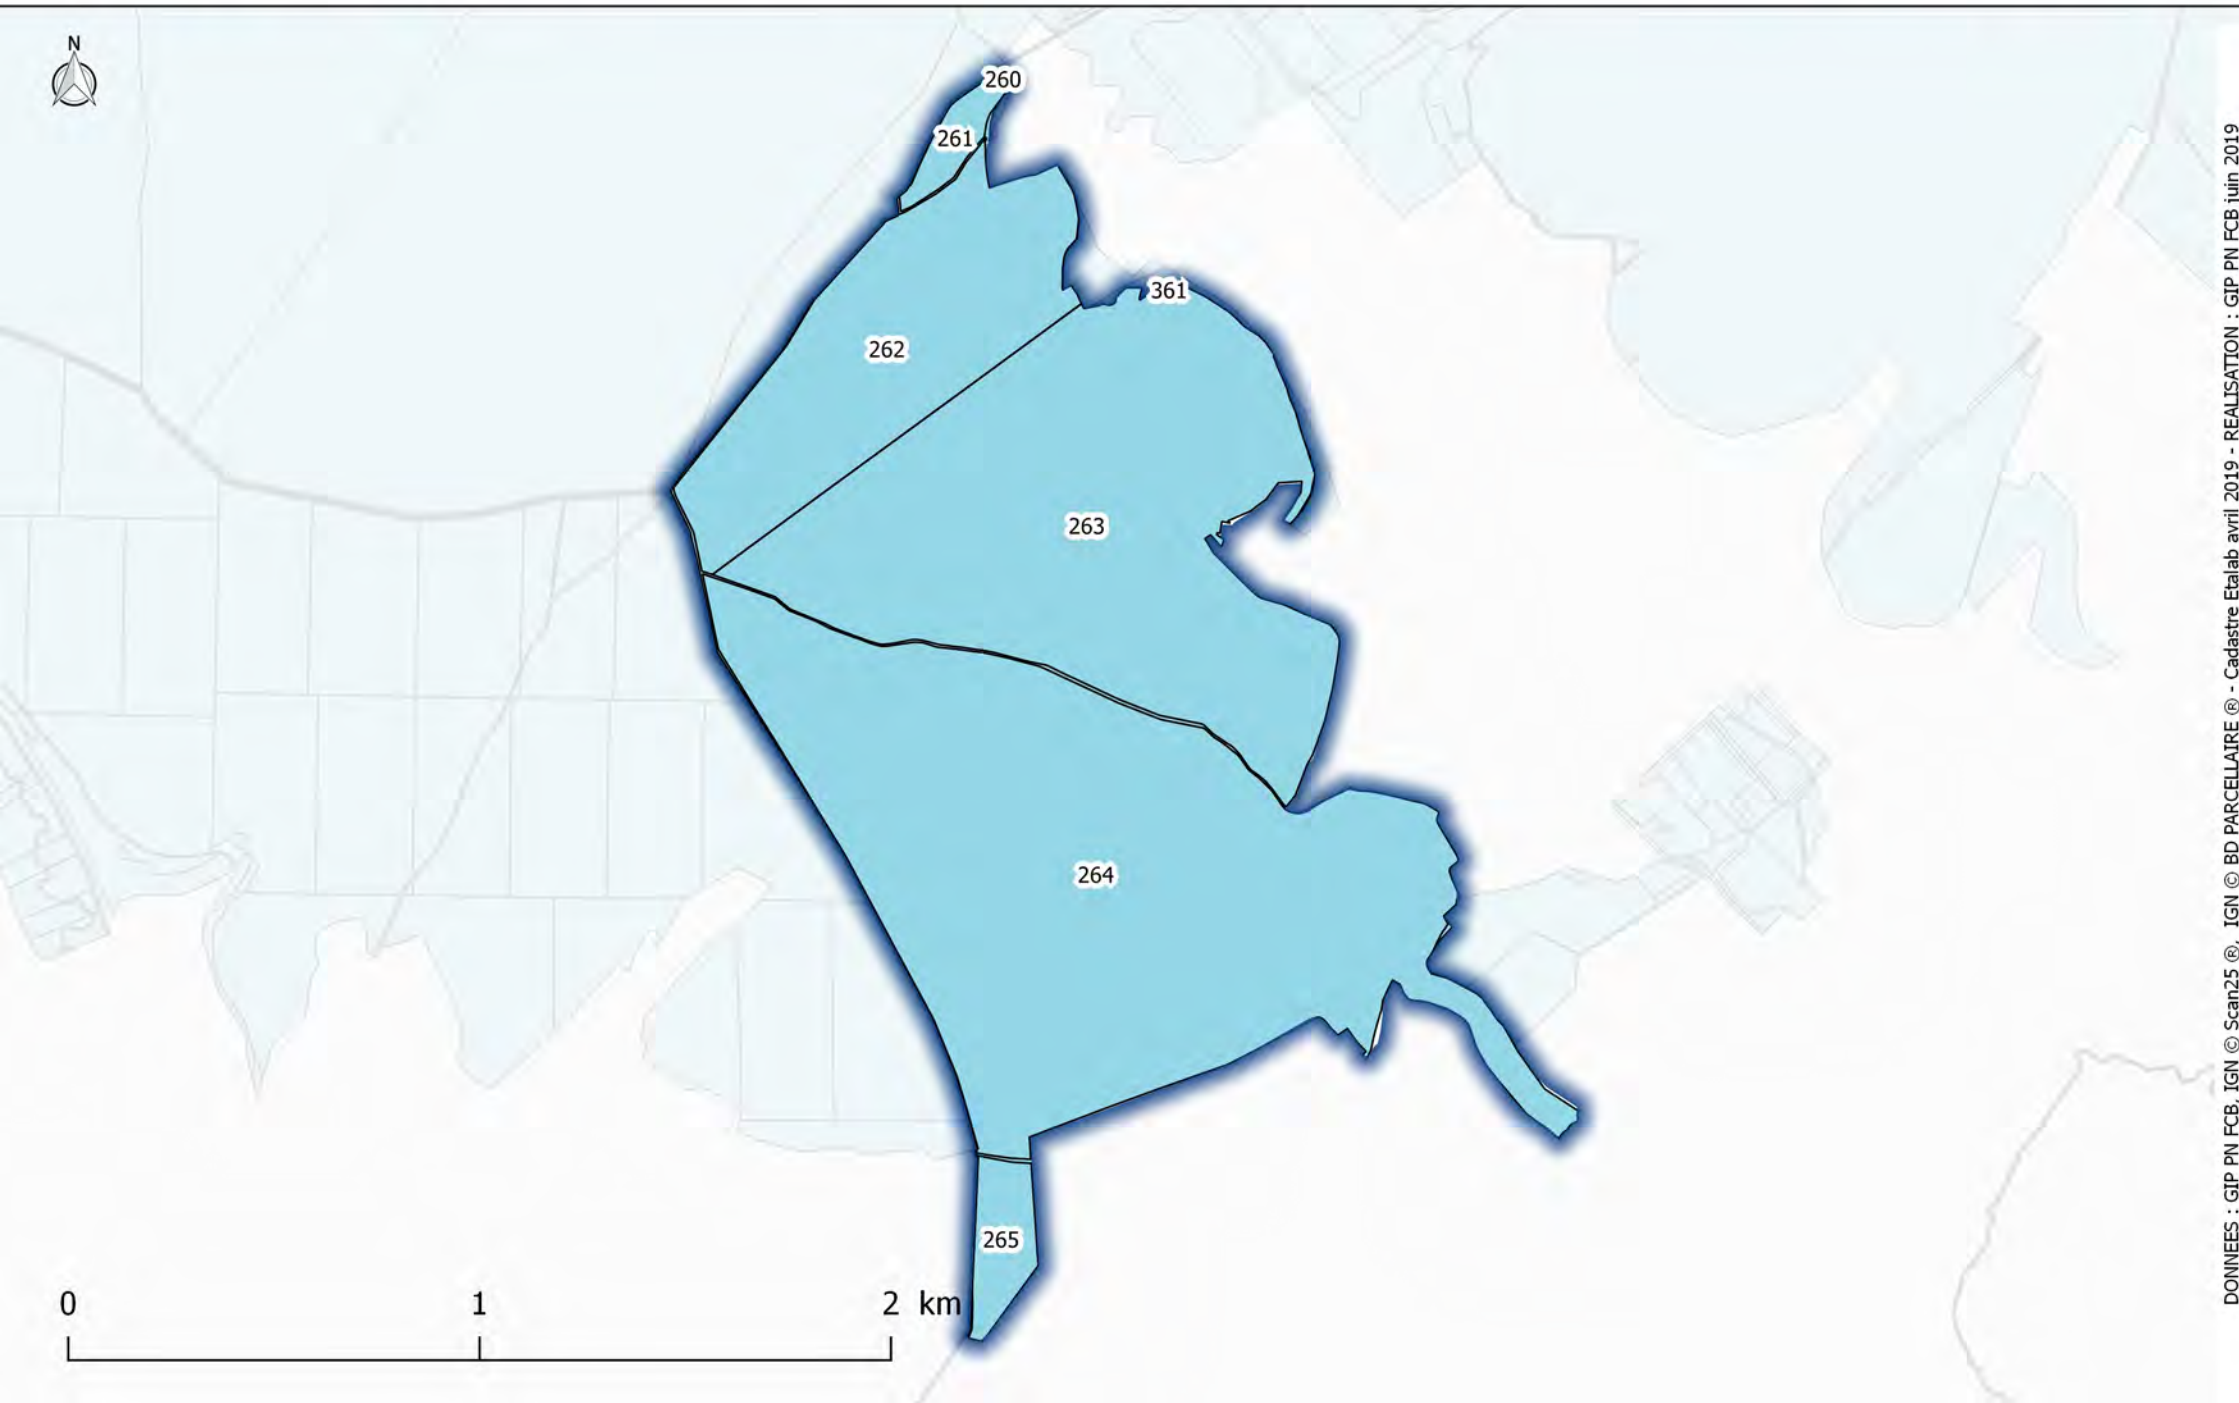 N
260
261
361
262
263
264
265
0 1 2 km
DONNEES : GIP PN FCB, IGN © Scan25 ®, IGN © BD PARCELLAIRE ® - Cadastre Etalab avril 2019 - REALISATION : GIP PN FCB juin 2019